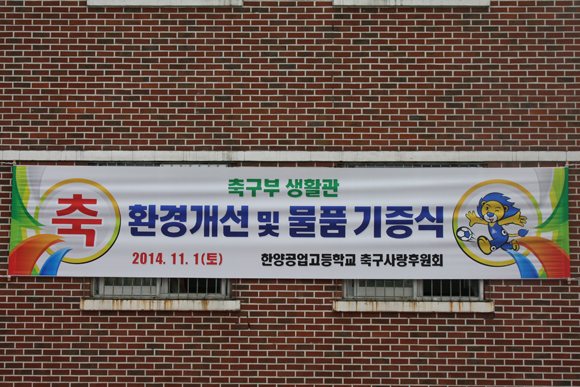 축구부 생활관
축 환경개선 및 물품 기증식
2014. 11. 1(토) 한양공업고등학교 축구사랑후원회